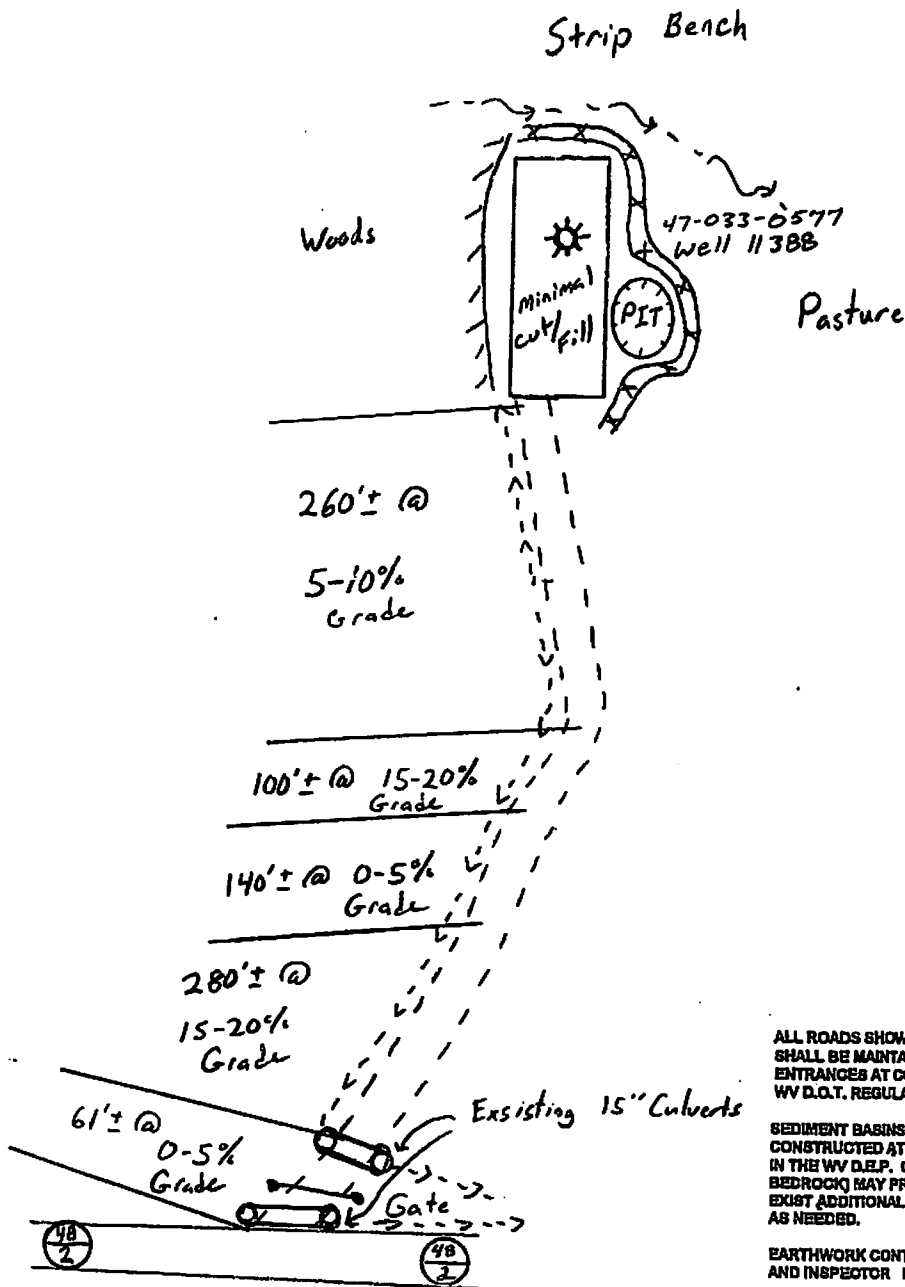 Strip Bench
Woods
47-033-0577
Well 11388
minimal
cut/fill
PIT
Pasture
260'± @
5-10%
Grade
100'± @ 15-20%
Grade
140'± @ 0-5%
Grade
280'± @
15-20%
Grade
61'± @
0-5%
Grade
Exsisting 15" Culverts
Gate
48
2
48
2
ALL ROADS SHOW
SHALL BE MAINTA
ENTRANCES AT C
WV D.O.T. REGULA
SEDIMENT BASINS
CONSTRUCTED AT
IN THE WV D.E.P.
BEDROCK) MAY PR
EXIST ADDITIONAL
AS NEEDED.
EARTHWORK CONT
AND INSPECTOR